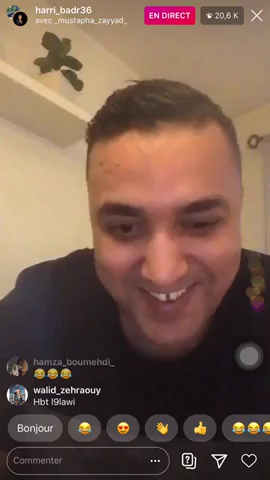 harri_badr36
avec _mustapha_zayyad_
EN DIRECT
20,6 K
hamza_boumehdi_
😂😂😂
walid_zehraouy
Hbt l9lawi
Bonjour
😂 😍 👋 👍 😂😂😂
Commenter